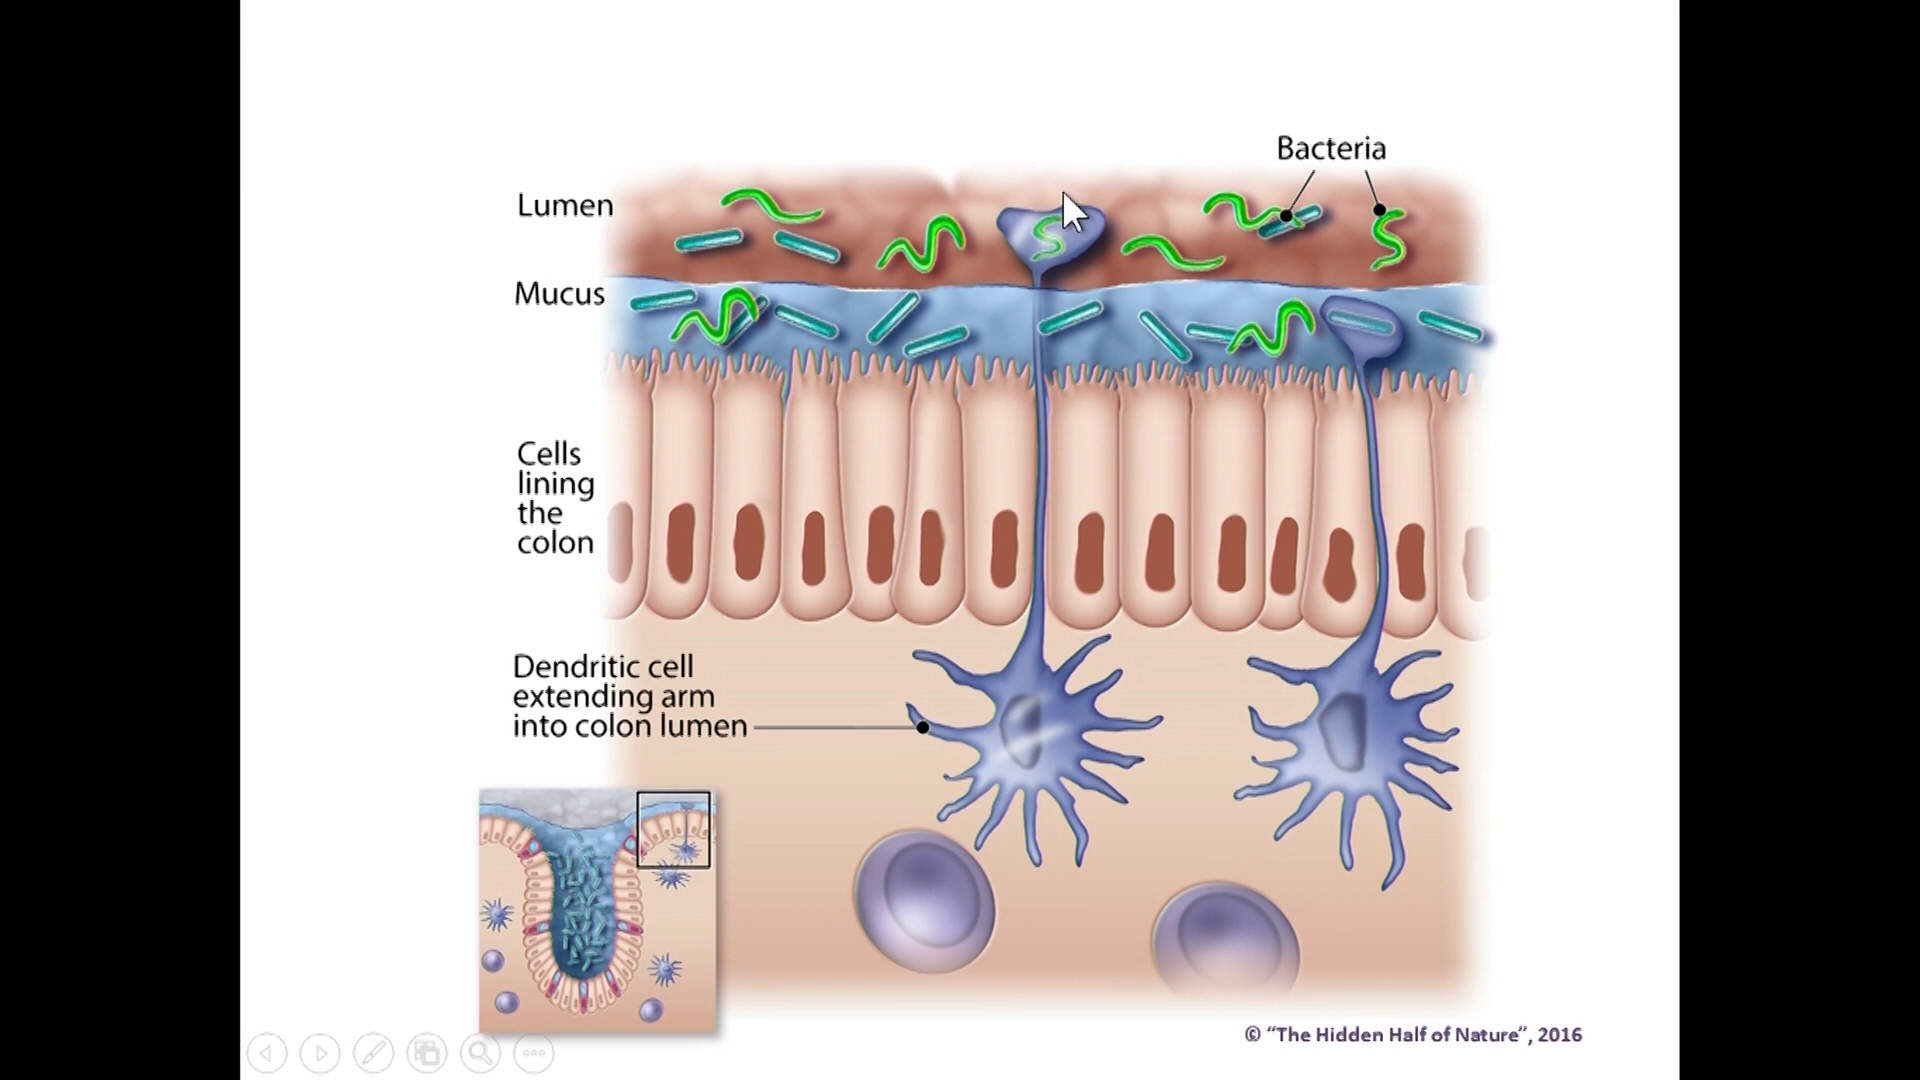 Bacteria
Lumen
Mucus
Cells
lining
the
colon
Dendritic cell
extending arm
into colon lumen
© “The Hidden Half of Nature”, 2016